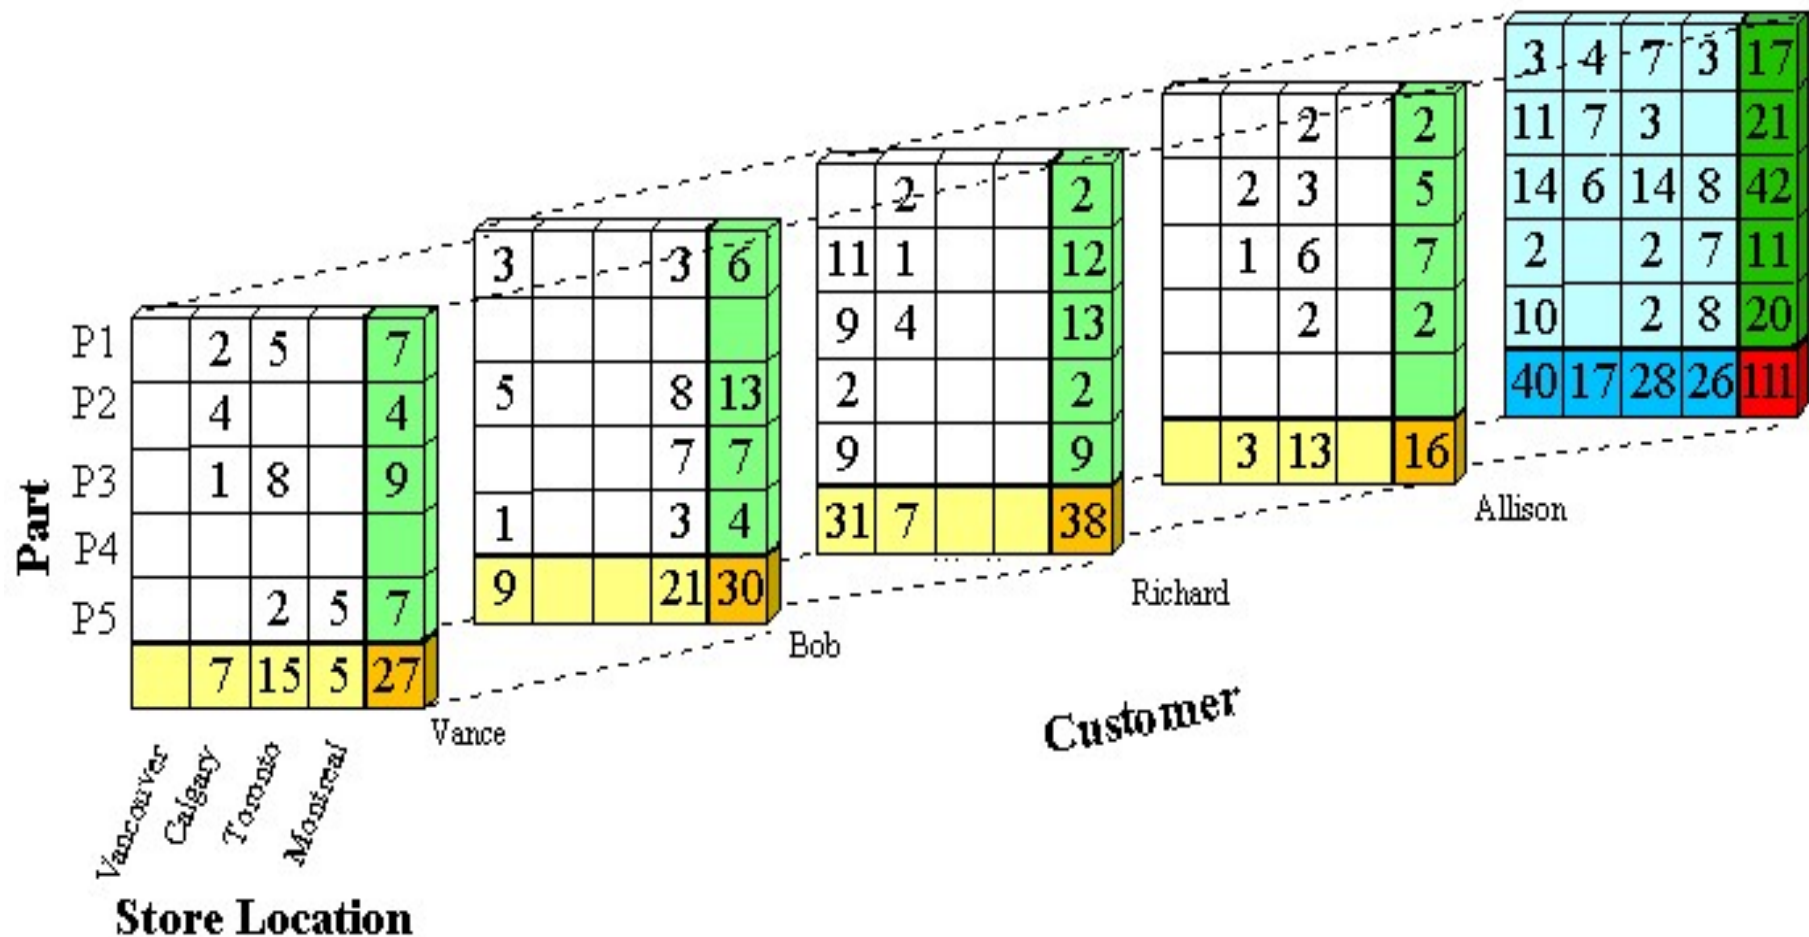 P1 2 5 7
P2 4 4
P3 1 8 9
P4
P5 2 5 7
7 15 5 27
Part
Vancouver
Calgary
Toronto
Montreal
Store Location
Vance
3 3 6
5 8 13
7 7
1 3 4
9 21 30
Bob
2 2
11 1 12
9 4 13
2 2
9 9
31 7 38
Richard
2 2
2 3 5
1 6 7
2 2
3 13 16
Allison
3 4 7 3 17
11 7 3 21
14 6 14 8 42
2 2 7 11
10 2 8 20
40 17 28 26 111
Customer